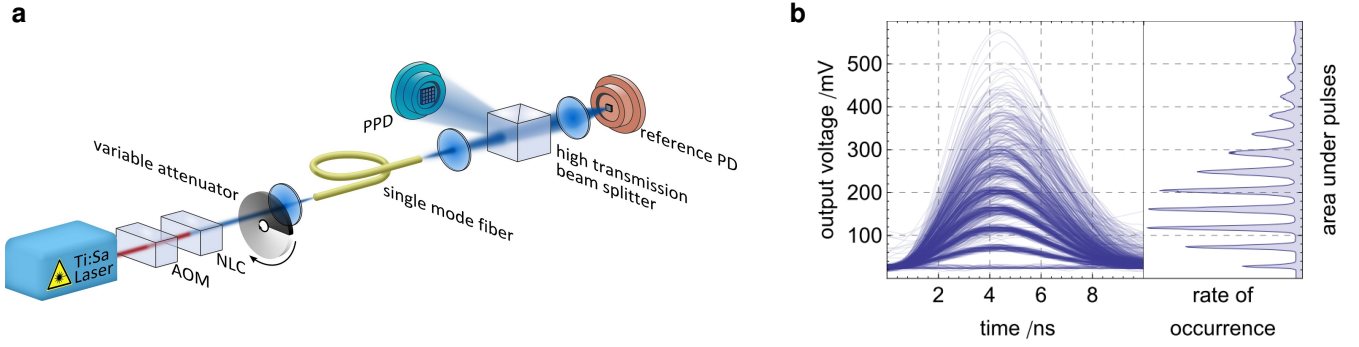 a
PPD
reference PD
high transmission
beam splitter
variable attenuator
single mode fiber
Ti:Sa
Laser
AOM
NLC
b
output voltage /mV
500
400
300
200
100
2
4
6
8
time /ns
rate of
occurrence
area under pulses